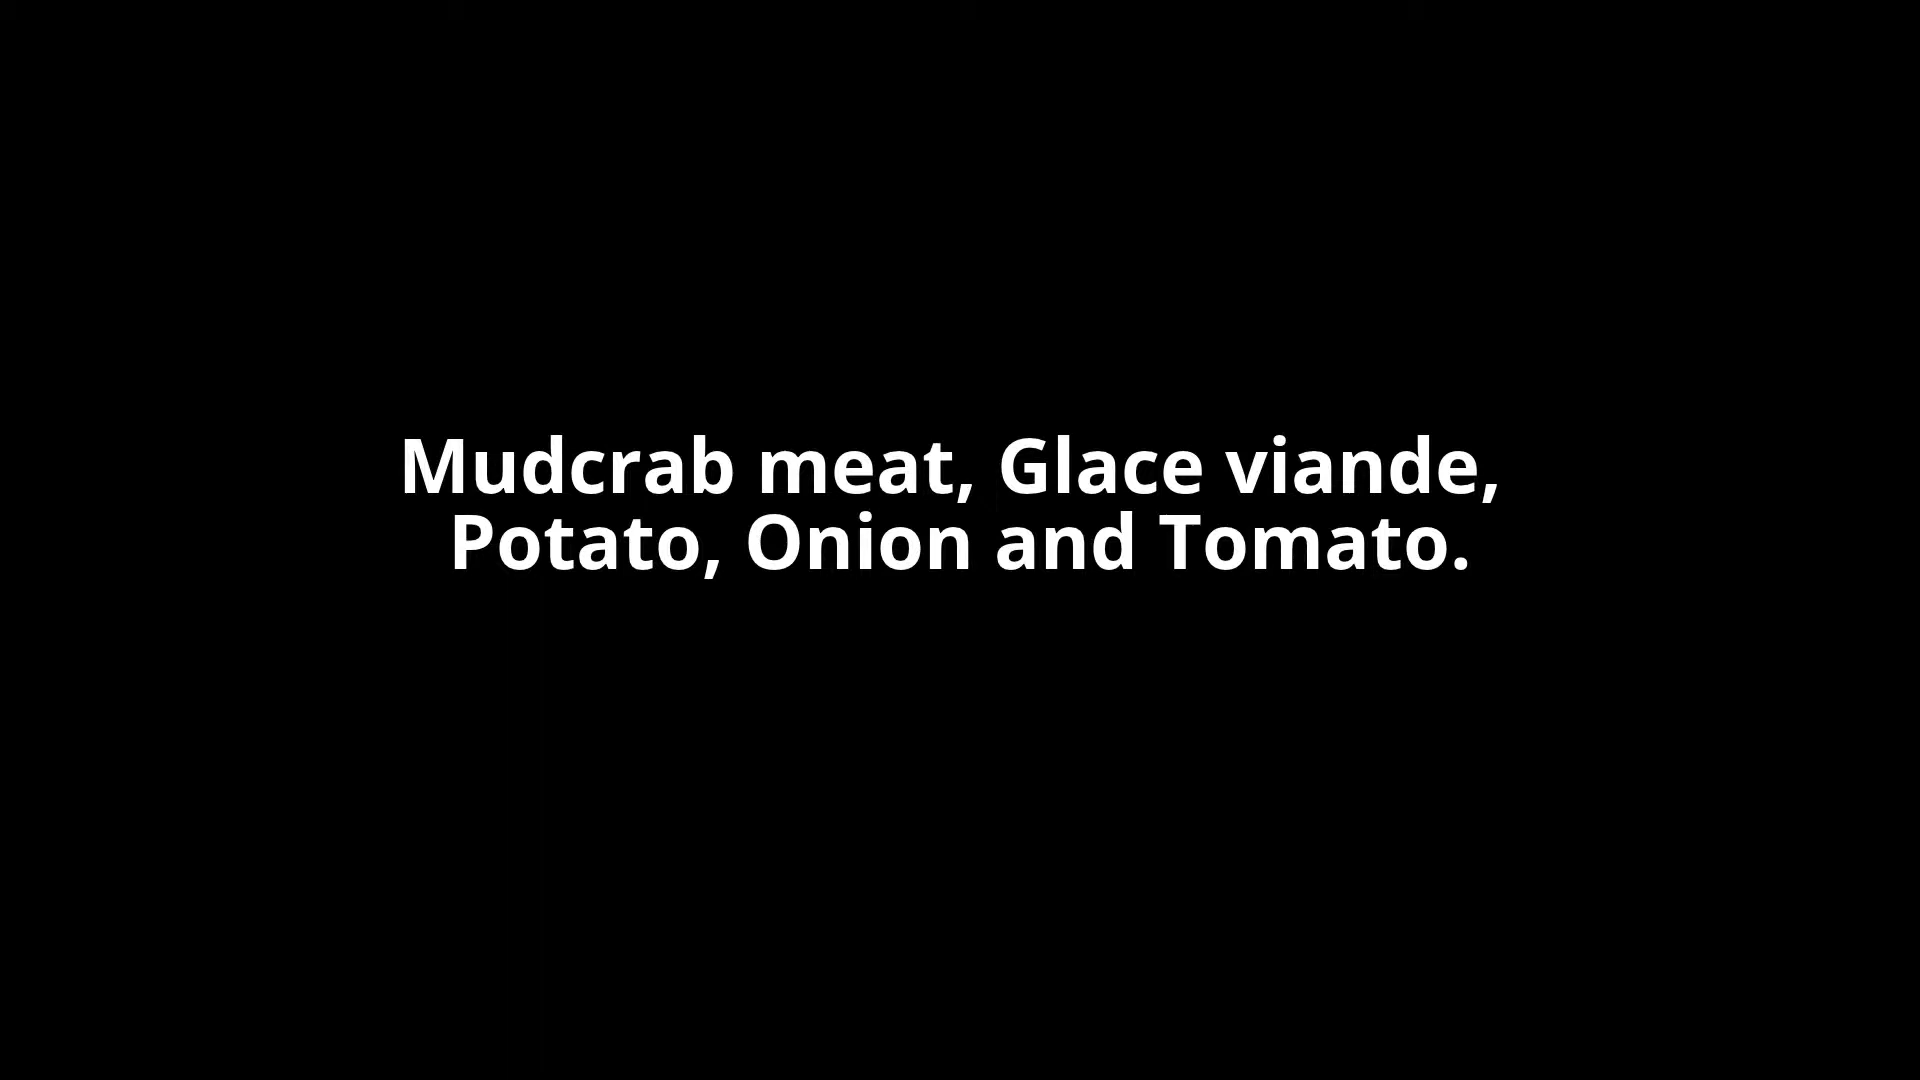 Mudcrab meat, Glace viande,
Potato, Onion and Tomato.